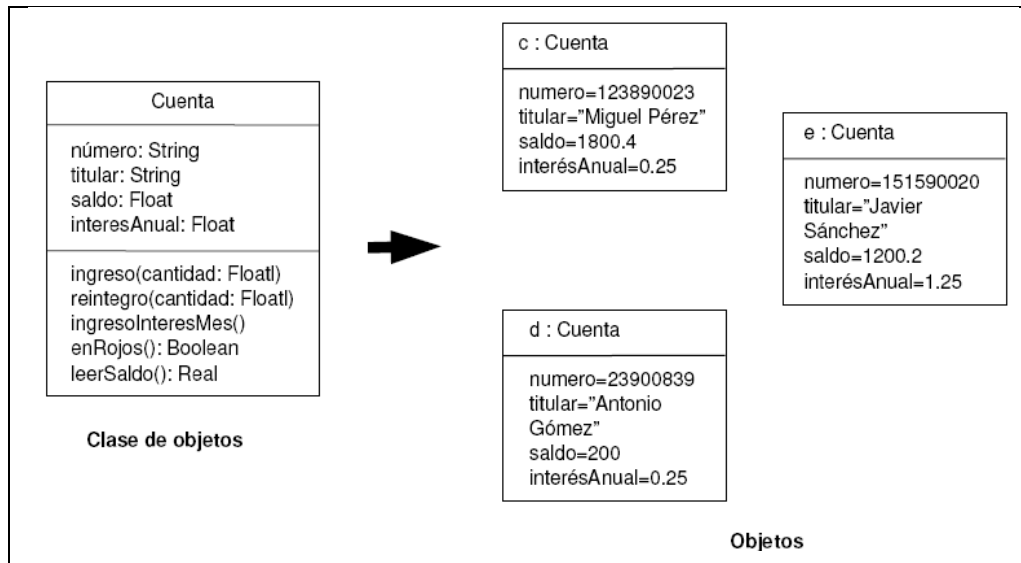 Cuenta
número: String
titular: String
saldo: Float
interesAnual: Float
ingreso(cantidad: Floatl)
reintegro(cantidad: Floatl)
ingresoInteresMes()
enRojos(): Boolean
leerSaldo(): Real
Clase de objetos
c : Cuenta
numero=123890023
titular="Miguel Pérez"
saldo=1800.4
interésAnual=0.25
e : Cuenta
numero=151590020
titular="Javier
Sánchez"
saldo=1200.2
interésAnual=1.25
d : Cuenta
numero=23900839
titular="Antonio
Gómez"
saldo=200
interésAnual=0.25
Objetos